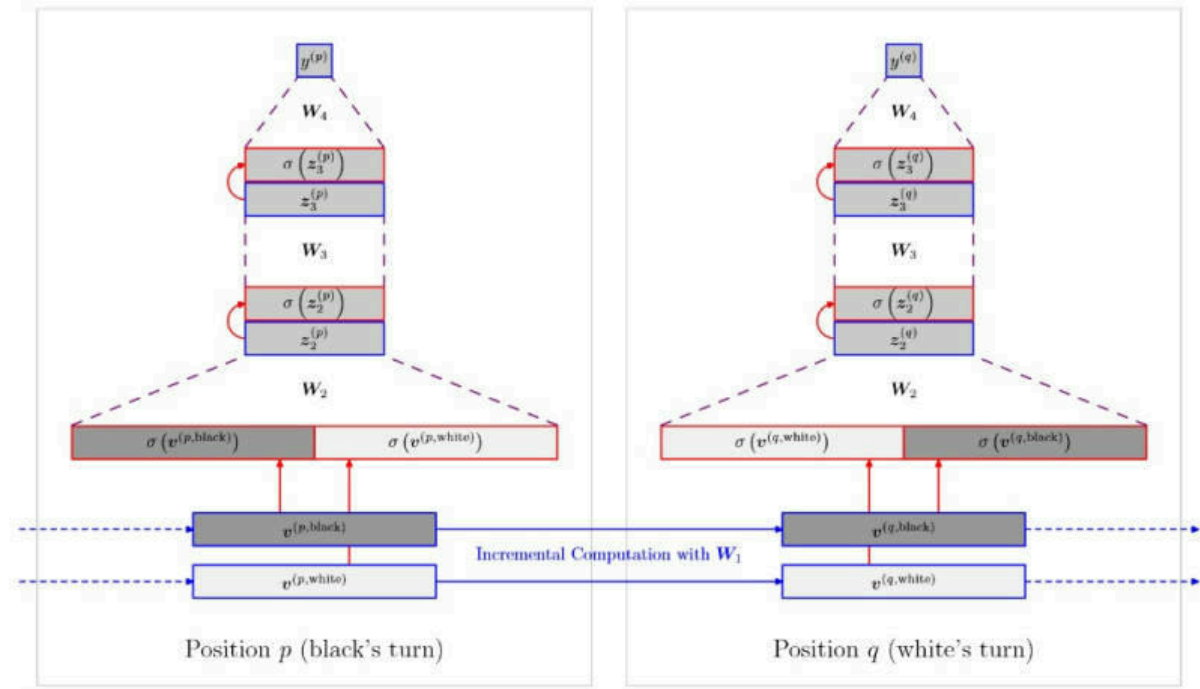 y^(p)
W_4
σ(z_3^(p))
z_3^(p)
W_3
σ(z_2^(p))
z_2^(p)
W_2
σ(v^(p,black)) σ(v^(p,white))
v^(p,black)
v^(p,white)
Position p (black's turn)
Incremental Computation with W_1
y^(q)
W_4
σ(z_3^(q))
z_3^(q)
W_3
σ(z_2^(q))
z_2^(q)
W_2
σ(v^(q,white)) σ(v^(q,black))
v^(q,black)
v^(q,white)
Position q (white's turn)